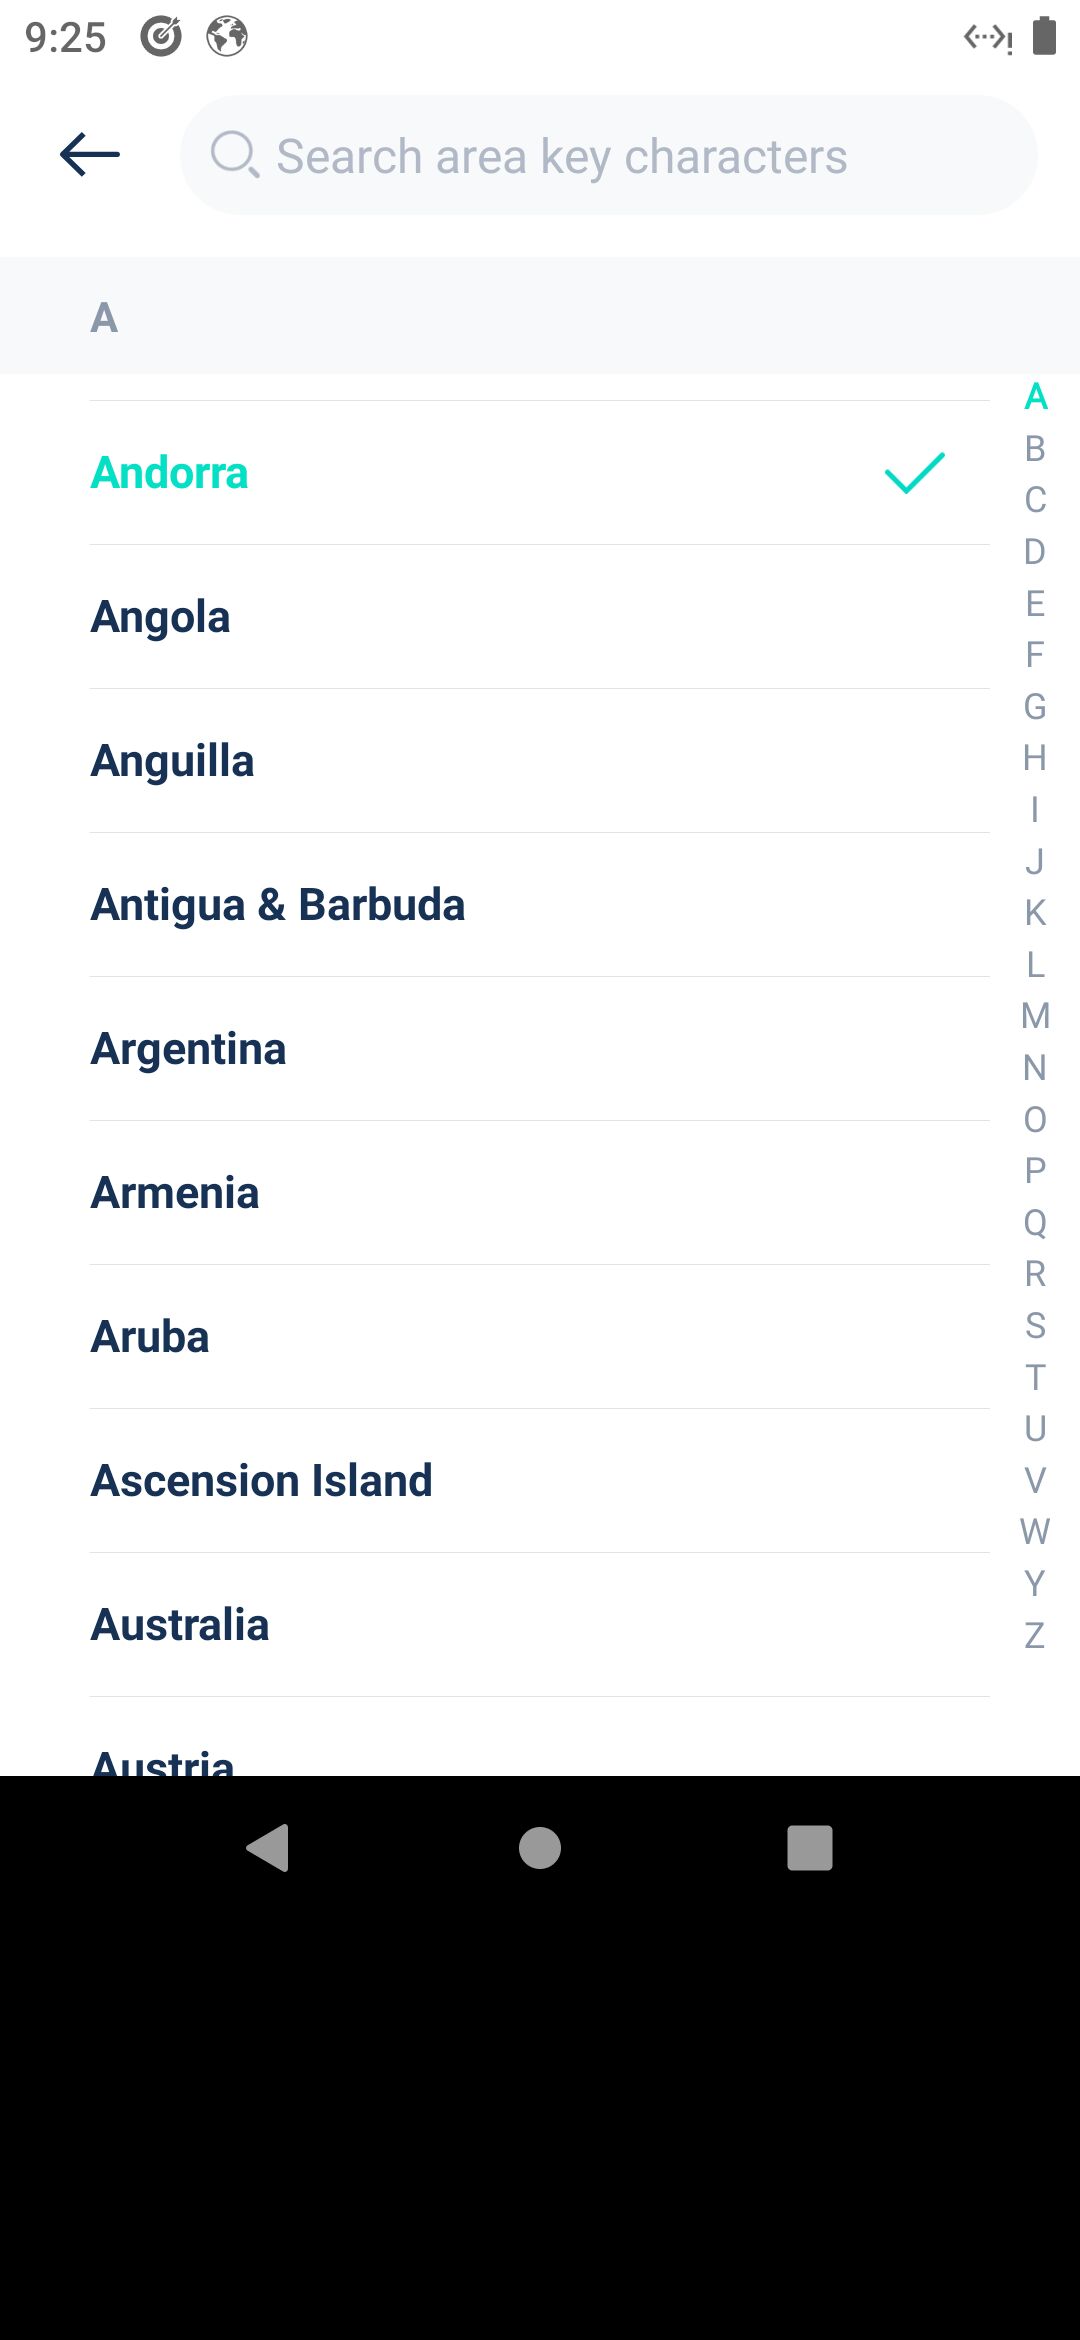 9:25
Search area key characters
A
Andorra
Angola
Anguilla
Antigua & Barbuda
Argentina
Armenia
Aruba
Ascension Island
Australia
Austria
A
B
C
D
E
F
G
H
I
J
K
L
M
N
O
P
Q
R
S
T
U
V
W
Y
Z